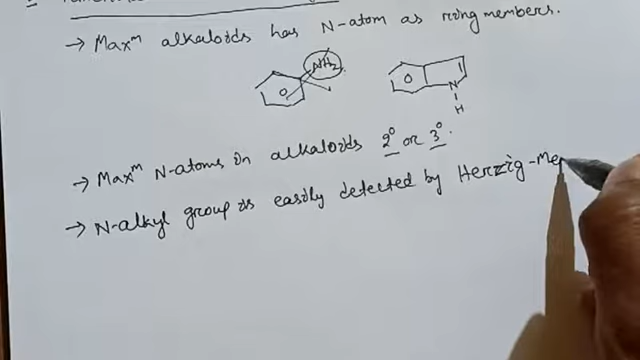 → Maxᵐ alkaloids has N-atom as ring members.
NH₂
N
H
→ Maxᵐ N-atoms in alkaloids 2° or 3°.
→ N-alkyl group is easily detected by Herzig-Me